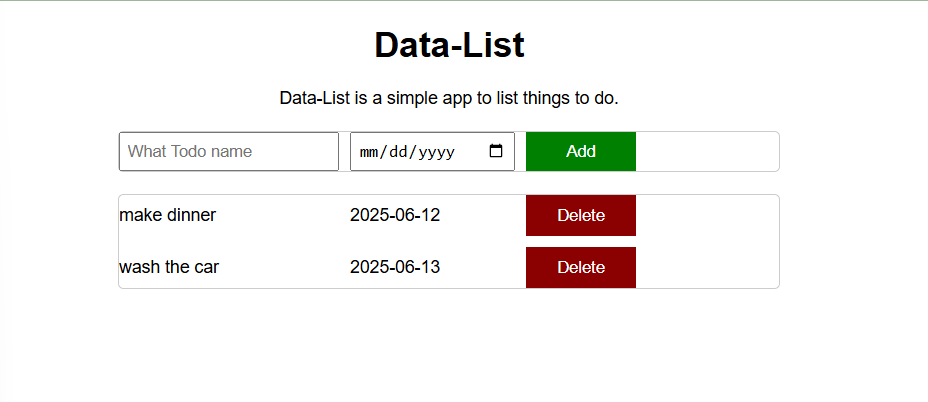 Data-List
Data-List is a simple app to list things to do.
What Todo name mm/dd/yyyy Add
make dinner 2025-06-12 Delete
wash the car 2025-06-13 Delete